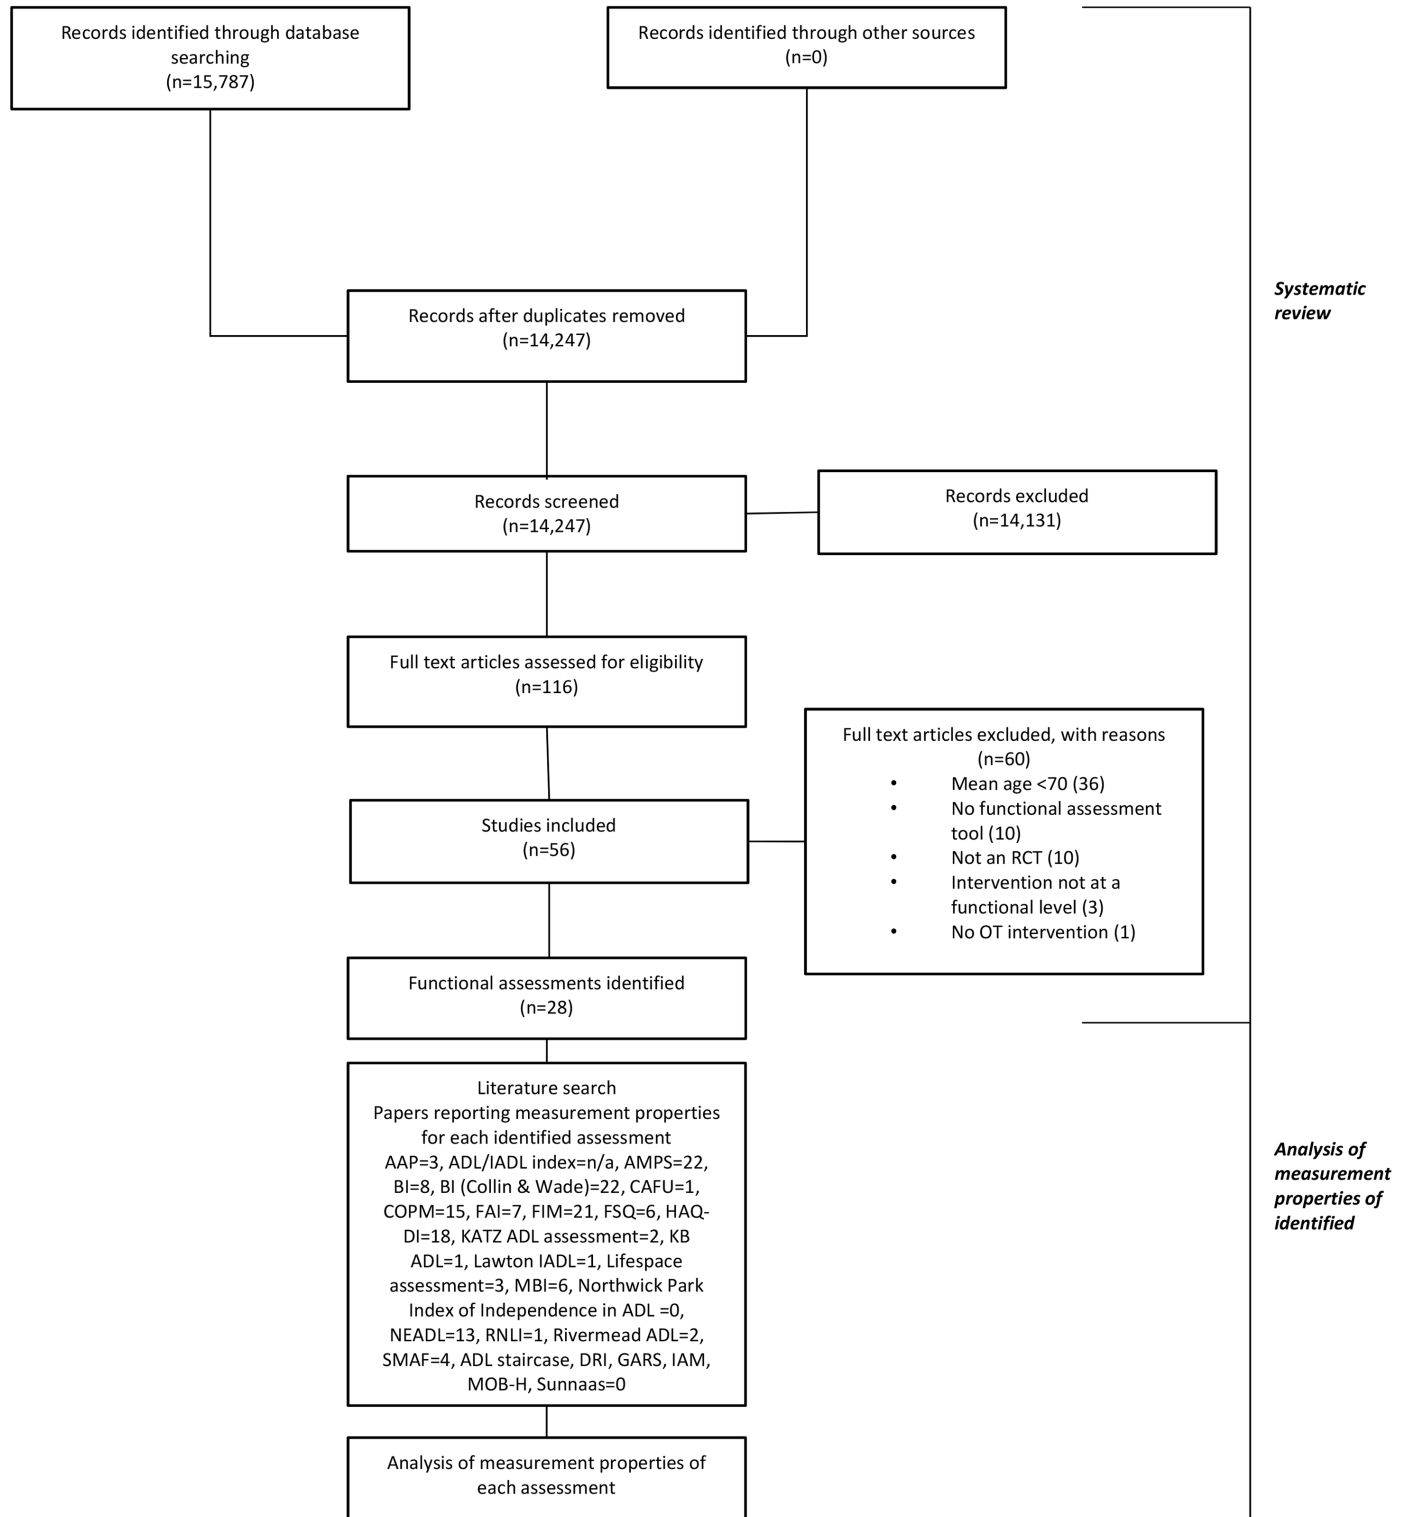 Records identified through database
searching
(n=15,787)
Records identified through other sources
(n=0)
Systematic
review
Records after duplicates removed
(n=14,247)
Records screened
(n=14,247)
Records excluded
(n=14,131)
Full text articles assessed for eligibility
(n=116)
Full text articles excluded, with reasons
(n=60)
• Mean age <70 (36)
• No functional assessment
tool (10)
• Not an RCT (10)
• Intervention not at a
functional level (3)
• No OT intervention (1)
Studies included
(n=56)
Functional assessments identified
(n=28)
Literature search
Papers reporting measurement properties
for each identified assessment
AAP=3, ADL/IADL index=n/a, AMPS=22,
BI=8, BI (Collin & Wade)=22, CAFU=1,
COPM=15, FAI=7, FIM=21, FSQ=6, HAQ-
DI=18, KATZ ADL assessment=2, KB
ADL=1, Lawton IADL=1, Lifespace
assessment=3, MBI=6, Northwick Park
Index of Independence in ADL =0,
NEADL=13, RNLI=1, Rivermead ADL=2,
SMAF=4, ADL staircase, DRI, GARS, IAM,
MOB-H, Sunnaas=0
Analysis of
measurement
properties of
identified
Analysis of measurement properties of
each assessment